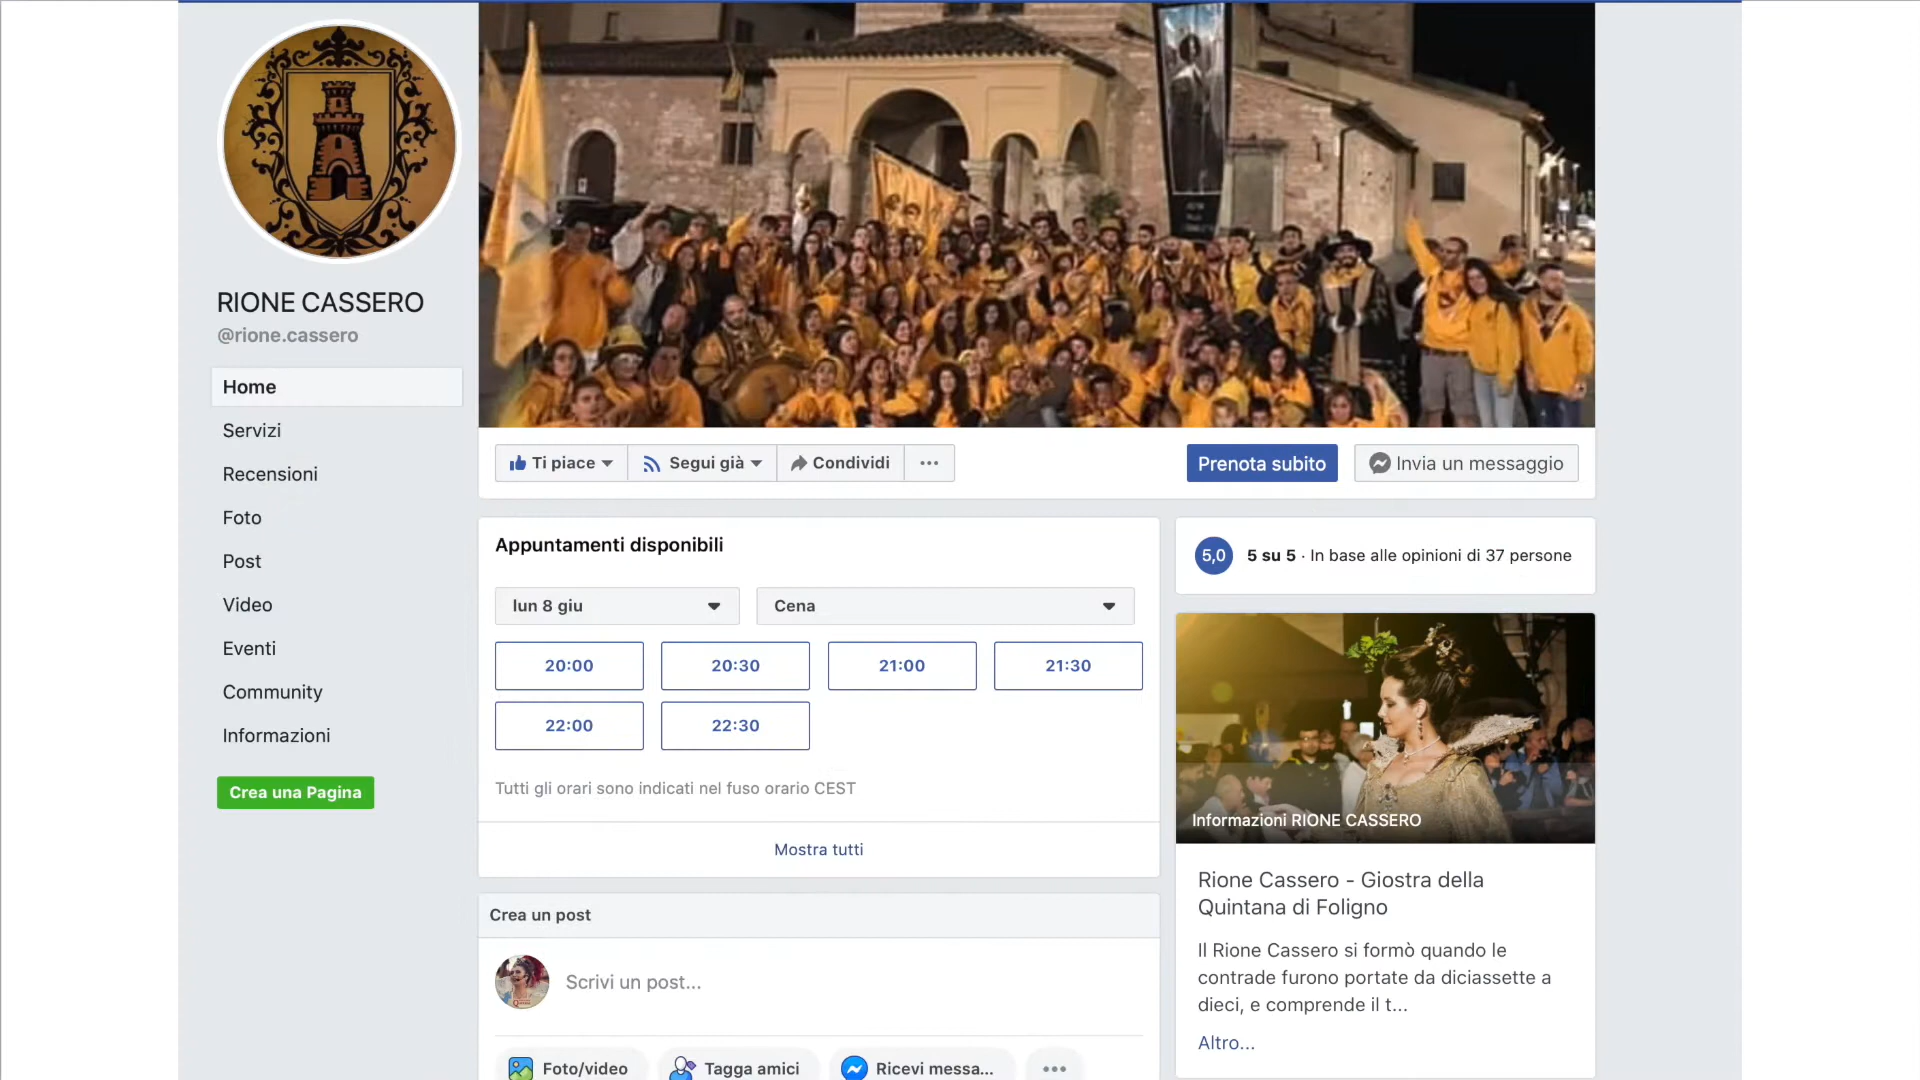 RIONE CASSERO
@rione.cassero
Home
Servizi
Recensioni
Foto
Post
Video
Eventi
Community
Informazioni
Crea una Pagina
Ti piace
Segui già
Condividi
Prenota subito
Invia un messaggio
Appuntamenti disponibili
lun 8 giu
Cena
20:00
20:30
21:00
21:30
22:00
22:30
Tutti gli orari sono indicati nel fuso orario CEST
Mostra tutti
Crea un post
Scrivi un post...
Foto/video
Tagga amici
Ricevi messa...
5,0
5 su 5 · In base alle opinioni di 37 persone
Informazioni RIONE CASSERO
Rione Cassero - Giostra della
Quintana di Foligno
Il Rione Cassero si formò quando le
contrade furono portate da diciassette a
dieci, e comprende il t...
Altro...